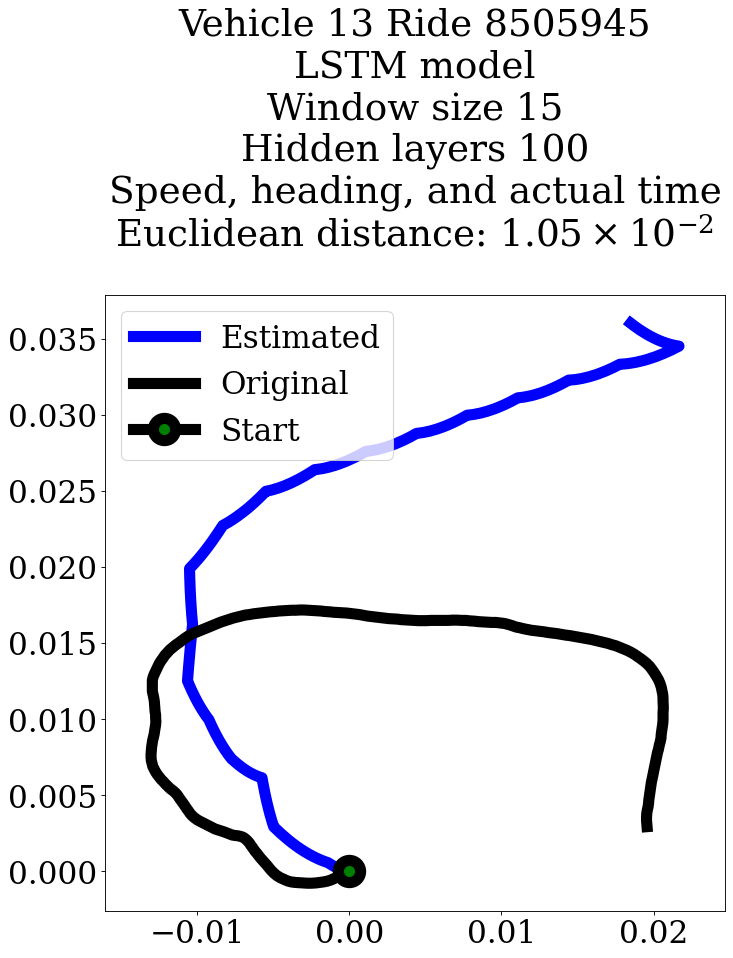 Vehicle 13 Ride 8505945
LSTM model
Window size 15
Hidden layers 100
Speed, heading, and actual time
Euclidean distance: 1.05 × 10⁻²
Estimated
Original
Start
0.035
0.030
0.025
0.020
0.015
0.010
0.005
0.000
−0.01 0.00 0.01 0.02